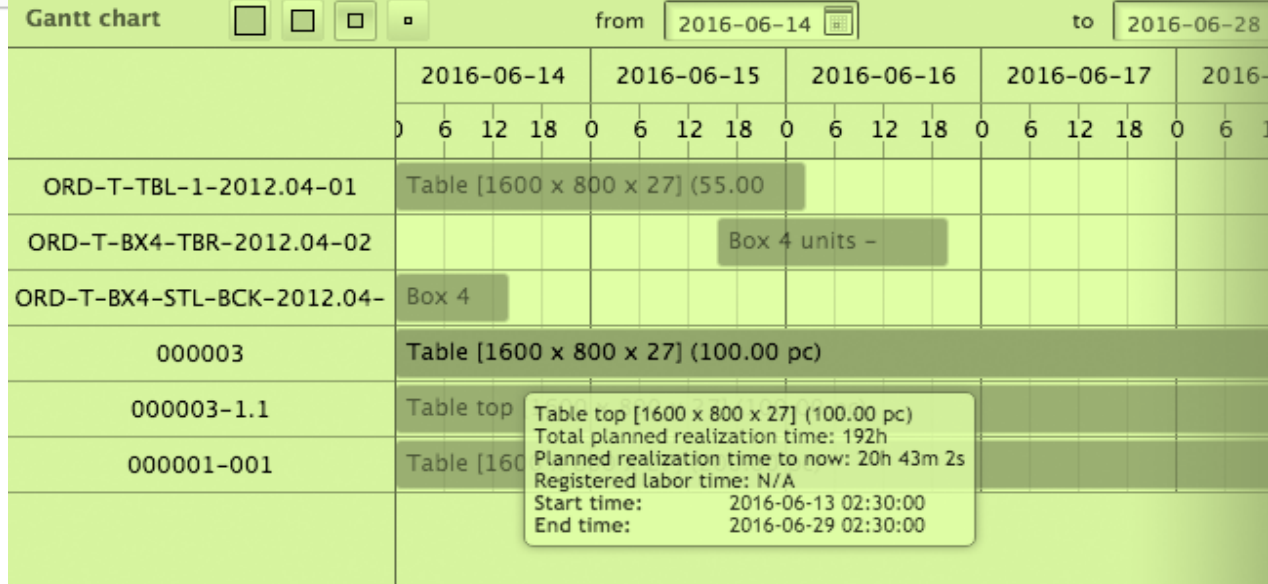 Gantt chart from 2016-06-14 to 2016-06-28
2016-06-14 2016-06-15 2016-06-16 2016-06-17 2016-
0 6 12 18 0 6 12 18 0 6 12 18 0 6 12 18 0 6
ORD-T-TBL-1-2012.04-01 Table [1600 x 800 x 27] (55.00
ORD-T-BX4-TBR-2012.04-02 Box 4 units -
ORD-T-BX4-STL-BCK-2012.04- Box 4
000003 Table [1600 x 800 x 27] (100.00 pc)
000003-1.1 Table top
Table top [1600 x 800 x 27] (100.00 pc)
Total planned realization time: 192h
000001-001 Table [160
Planned realization time to now: 20h 43m 2s
Registered labor time: N/A
Start time: 2016-06-13 02:30:00
End time: 2016-06-29 02:30:00